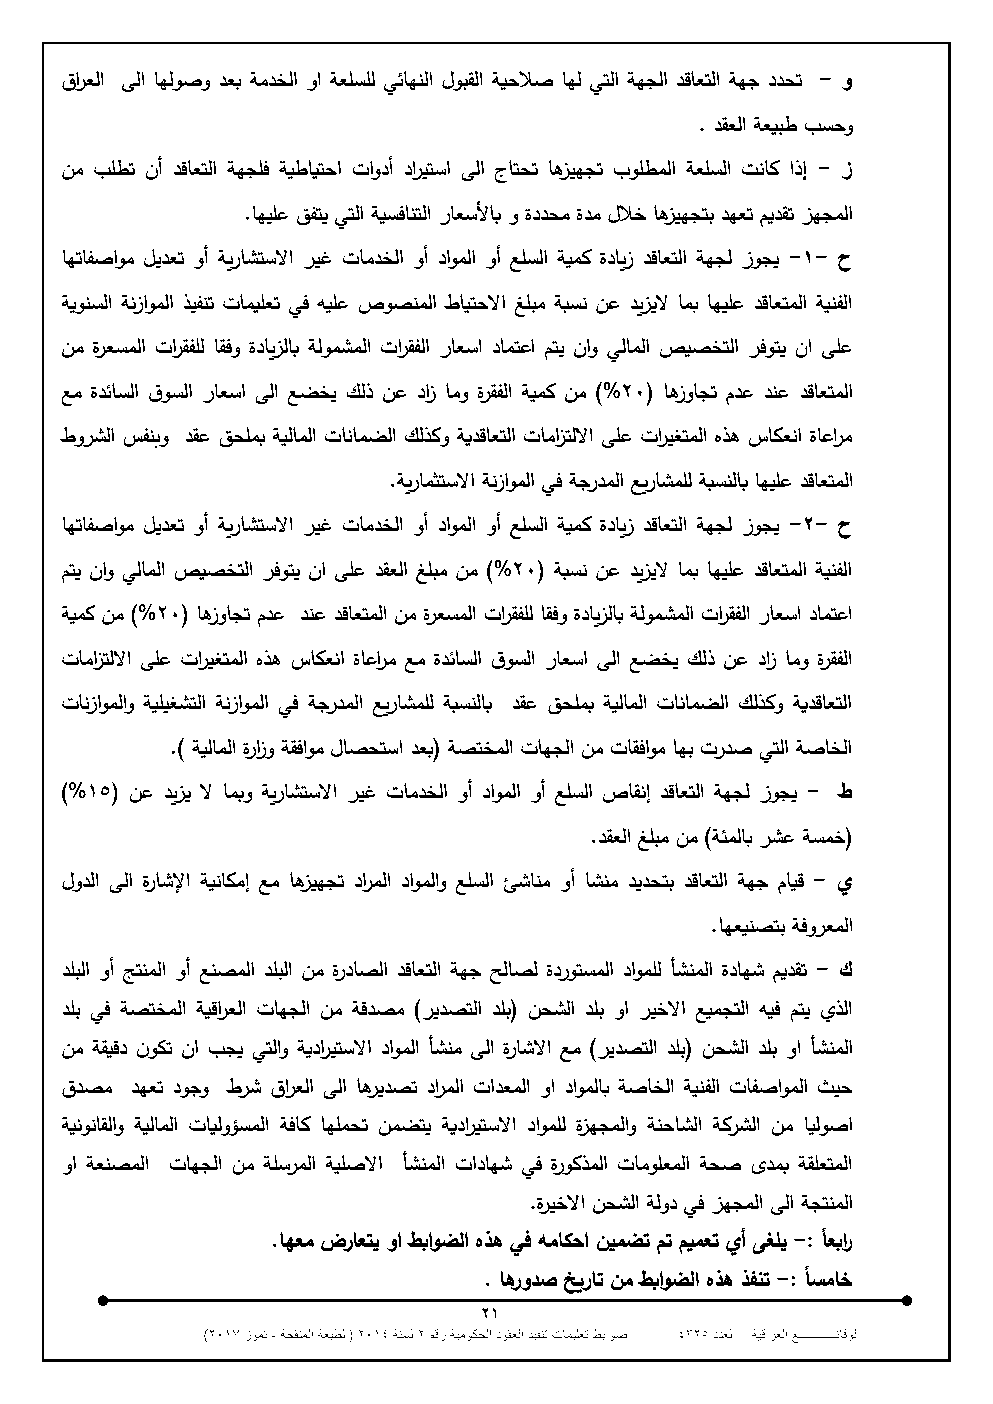 و – تحدد جهة التعاقد الجهة التي لها صلاحية القبول النهائي للسلعة او الخدمة بعد وصولها الى العراق
وحسب طبيعة العقد .
ز – إذا كانت السلعة المطلوب تجهيزها تحتاج الى استيراد أدوات احتياطية فلجهة التعاقد أن تطلب من
المجهز تقديم تعهد بتجهيزها خلال مدة محددة و بالأسعار التنافسية التي يتفق عليها.
ح –١– يجوز لجهة التعاقد زيادة كمية السلع أو المواد أو الخدمات غير الاستشارية أو تعديل مواصفاتها
الفنية المتعاقد عليها بما لايزيد عن نسبة مبلغ الاحتياط المنصوص عليه في تعليمات تنفيذ الموازنة السنوية
على ان يتوفر التخصيص المالي وان يتم اعتماد اسعار الفقرات المشمولة بالزيادة وفقا للفقرات المسعرة من
المتعاقد عند عدم تجاوزها (٢٠%) من كمية الفقرة وما زاد عن ذلك يخضع الى اسعار السوق السائدة مع
مراعاة انعكاس هذه المتغيرات على الالتزامات التعاقدية وكذلك الضمانات المالية بملحق عقد وبنفس الشروط
المتعاقد عليها بالنسبة للمشاريع المدرجة في الموازنة الاستثمارية.
ح –٢– يجوز لجهة التعاقد زيادة كمية السلع أو المواد أو الخدمات غير الاستشارية أو تعديل مواصفاتها
الفنية المتعاقد عليها بما لايزيد عن نسبة (٢٠%) من مبلغ العقد على ان يتوفر التخصيص المالي وان يتم
اعتماد اسعار الفقرات المشمولة بالزيادة وفقا للفقرات المسعرة من المتعاقد عند عدم تجاوزها (٢٠%) من كمية
الفقرة وما زاد عن ذلك يخضع الى اسعار السوق السائدة مع مراعاة انعكاس هذه المتغيرات على الالتزامات
التعاقدية وكذلك الضمانات المالية بملحق عقد بالنسبة للمشاريع المدرجة في الموازنة التشغيلية والموازنات
الخاصة التي صدرت بها موافقات من الجهات المختصة (بعد استحصال موافقة وزارة المالية ).
ط – يجوز لجهة التعاقد إنقاص السلع أو المواد أو الخدمات غير الاستشارية وبما لا يزيد عن (١٥%)
(خمسة عشر بالمئة) من مبلغ العقد.
ي – قيام جهة التعاقد بتحديد منشا أو مناشئ السلع والمواد المراد تجهيزها مع إمكانية الإشارة الى الدول
المعروفة بتصنيعها.
ك – تقديم شهادة المنشأ للمواد المستوردة لصالح جهة التعاقد الصادرة من البلد المصنع أو المنتج أو البلد
الذي يتم فيه التجميع الاخير او بلد الشحن (بلد التصدير) مصدقة من الجهات العراقية المختصة في بلد
المنشأ او بلد الشحن (بلد التصدير) مع الاشارة الى منشأ المواد الاستيرادية والتي يجب ان تكون دقيقة من
حيث المواصفات الفنية الخاصة بالمواد او المعدات المراد تصديرها الى العراق شرط وجود تعهد مصدق
اصوليا من الشركة الشاحنة والمجهزة للمواد الاستيرادية يتضمن تحملها كافة المسؤوليات المالية والقانونية
المتعلقة بمدى صحة المعلومات المذكورة في شهادات المنشأ الاصلية المرسلة من الجهات المصنعة او
المنتجة الى المجهز في دولة الشحن الاخيرة.
رابعاً :– يلغى أي تعميم تم تضمين احكامه في هذه الضوابط او يتعارض معها.
خامساً :– تنفذ هذه الضوابط من تاريخ صدورها .
٢١
لوقائـــــــع العراقية لعدد ٤٣٢٥ ضوابط تعليمات تنفيذ العقود الحكومية رقم ٢ لسنة ٢٠١٤ ( لطبعة المنقحة - تموز ٢٠١٧)